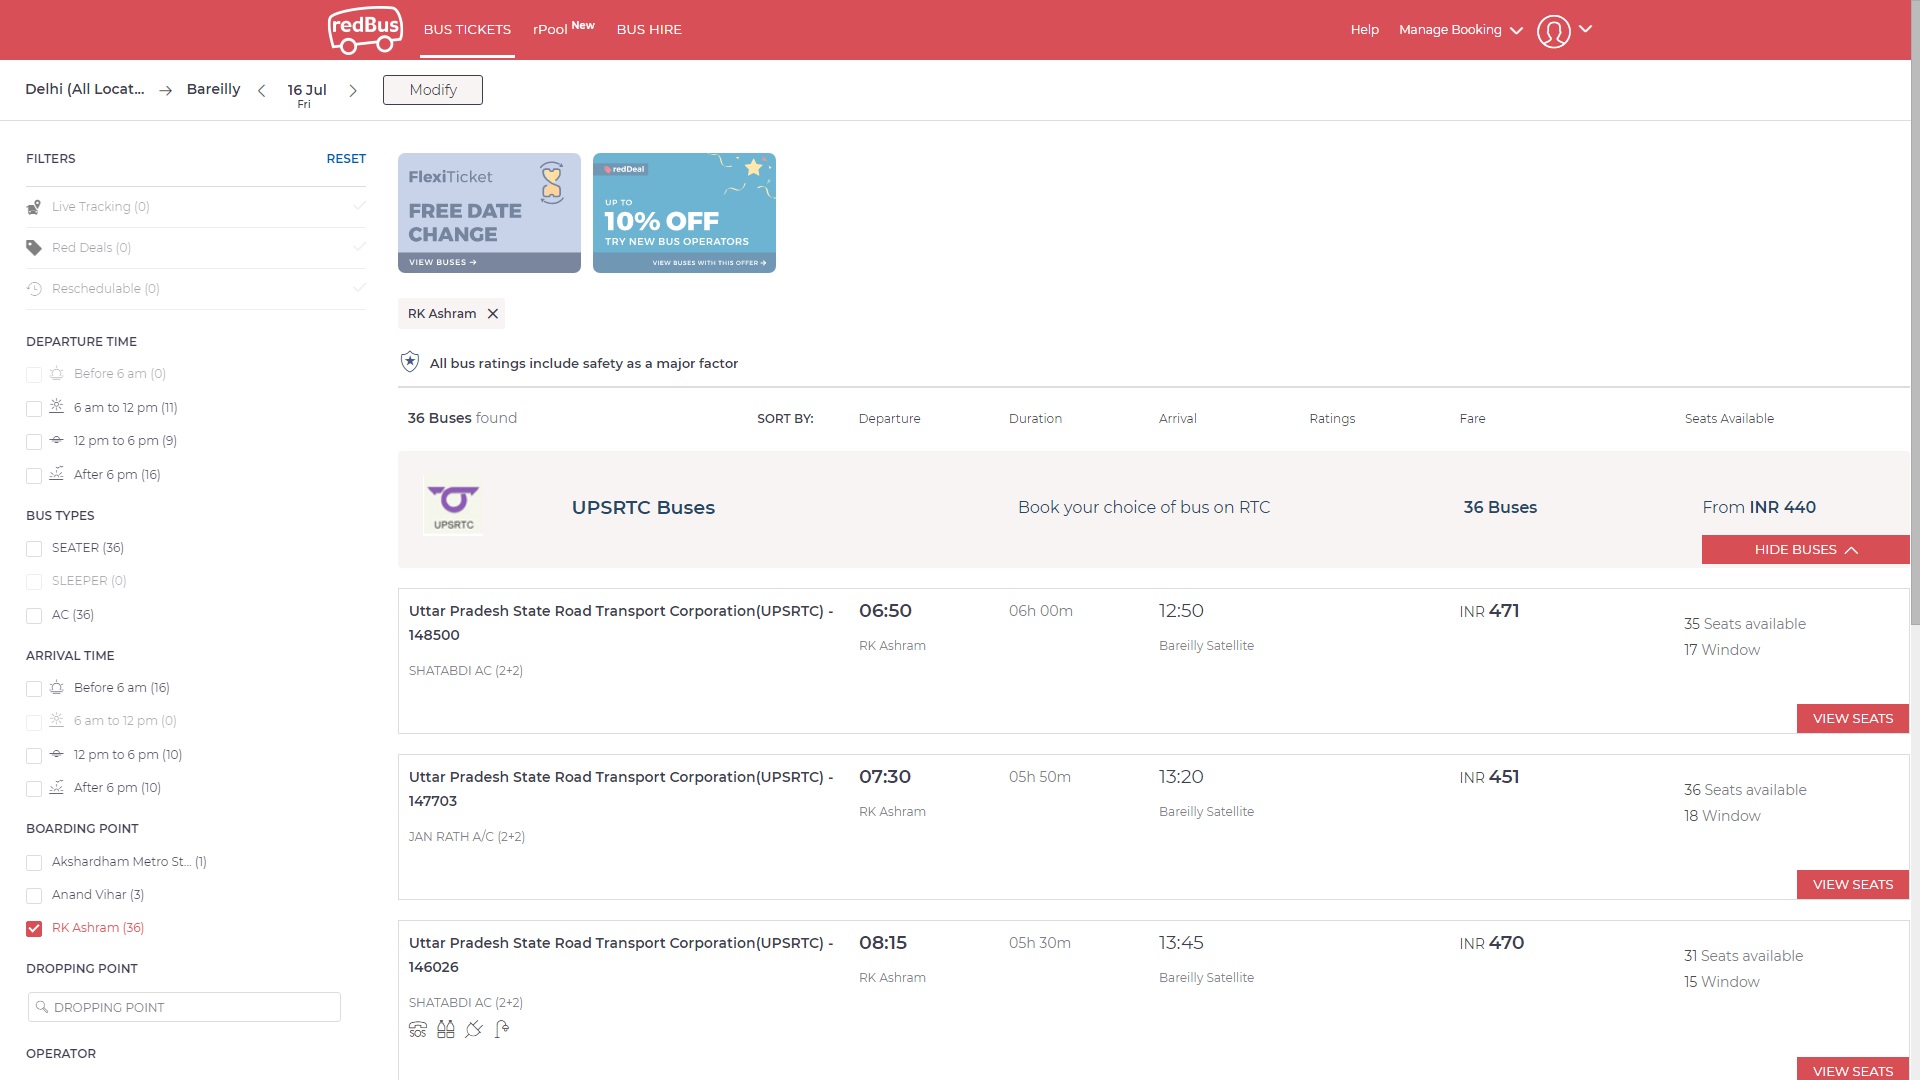 redBus BUS TICKETS rPool New BUS HIRE Help Manage Booking
Delhi (All Locat... → Bareilly < 16 Jul > Modify
Fri
FILTERS RESET
Live Tracking (0)
Red Deals (0)
Reschedulable (0)
DEPARTURE TIME
Before 6 am (0)
6 am to 12 pm (11)
12 pm to 6 pm (9)
After 6 pm (16)
BUS TYPES
SEATER (36)
SLEEPER (0)
AC (36)
ARRIVAL TIME
Before 6 am (16)
6 am to 12 pm (0)
12 pm to 6 pm (10)
After 6 pm (10)
BOARDING POINT
Akshardham Metro St... (1)
Anand Vihar (3)
RK Ashram (36)
DROPPING POINT
DROPPING POINT
OPERATOR
FlexiTicket
FREE DATE
CHANGE
VIEW BUSES →
redDeal
UP TO
10% OFF
TRY NEW BUS OPERATORS
VIEW BUSES WITH THIS OFFER →
RK Ashram ×
All bus ratings include safety as a major factor
36 Buses found SORT BY: Departure Duration Arrival Ratings Fare Seats Available
UPSRTC
UPSRTC Buses Book your choice of bus on RTC 36 Buses From INR 440
HIDE BUSES
Uttar Pradesh State Road Transport Corporation(UPSRTC) - 06:50 06h 00m 12:50 INR 471 35 Seats available
148500 RK Ashram Bareilly Satellite 17 Window
SHATABDI AC (2+2)
VIEW SEATS
Uttar Pradesh State Road Transport Corporation(UPSRTC) - 07:30 05h 50m 13:20 INR 451 36 Seats available
147703 RK Ashram Bareilly Satellite 18 Window
JAN RATH A/C (2+2)
VIEW SEATS
Uttar Pradesh State Road Transport Corporation(UPSRTC) - 08:15 05h 30m 13:45 INR 470 31 Seats available
146026 RK Ashram Bareilly Satellite 15 Window
SHATABDI AC (2+2)
SOS
VIEW SEATS